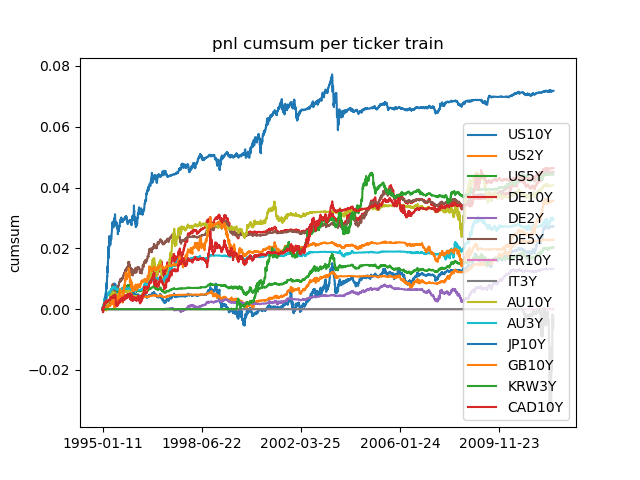 pnl cumsum per ticker train
cumsum
0.08
0.06
0.04
0.02
0.00
−0.02
1995-01-11
1998-06-22
2002-03-25
2006-01-24
2009-11-23
US10Y
US2Y
US5Y
DE10Y
DE2Y
DE5Y
FR10Y
IT3Y
AU10Y
AU3Y
JP10Y
GB10Y
KRW3Y
CAD10Y